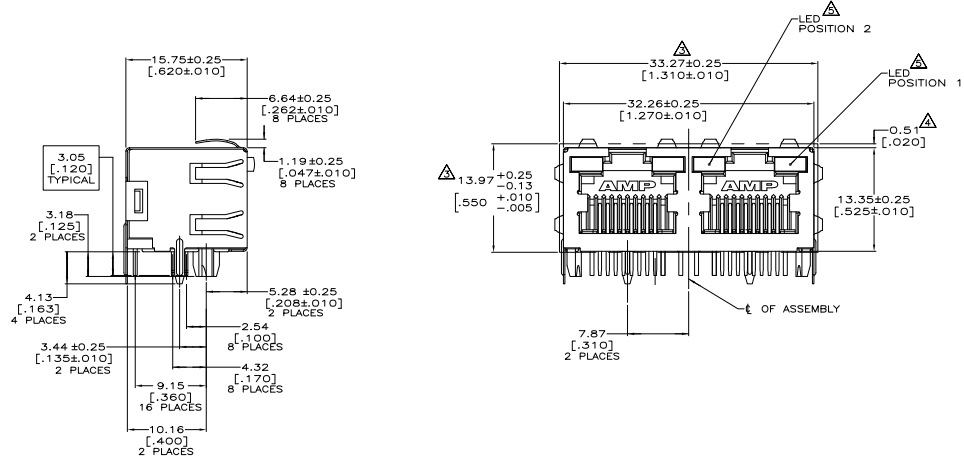 15.75±0.25
[.620±.010]
6.64±0.25
[.262±.010]
8 PLACES
3.05
[.120]
TYPICAL
1.19±0.25
[.047±.010]
8 PLACES
3.18
[.125]
2 PLACES
4.13
[.163]
4 PLACES
5.28 ±0.25
[.208±.010]
2 PLACES
2.54
[.100]
8 PLACES
3.44±0.25
[.135±.010]
2 PLACES
4.32
[.170]
8 PLACES
9.15
[.360]
16 PLACES
10.16
[.400]
2 PLACES
5
LED
POSITION 2
3
33.27±0.25
[1.310±.010]
5
LED
POSITION 1
32.26±0.25
[1.270±.010]
4
0.51
[.020]
3
13.97 +0.25
-0.13
[.550 +.010
-.005]
AMP
AMP
13.35±0.25
[.525±.010]
℄ OF ASSEMBLY
7.87
[.310]
2 PLACES